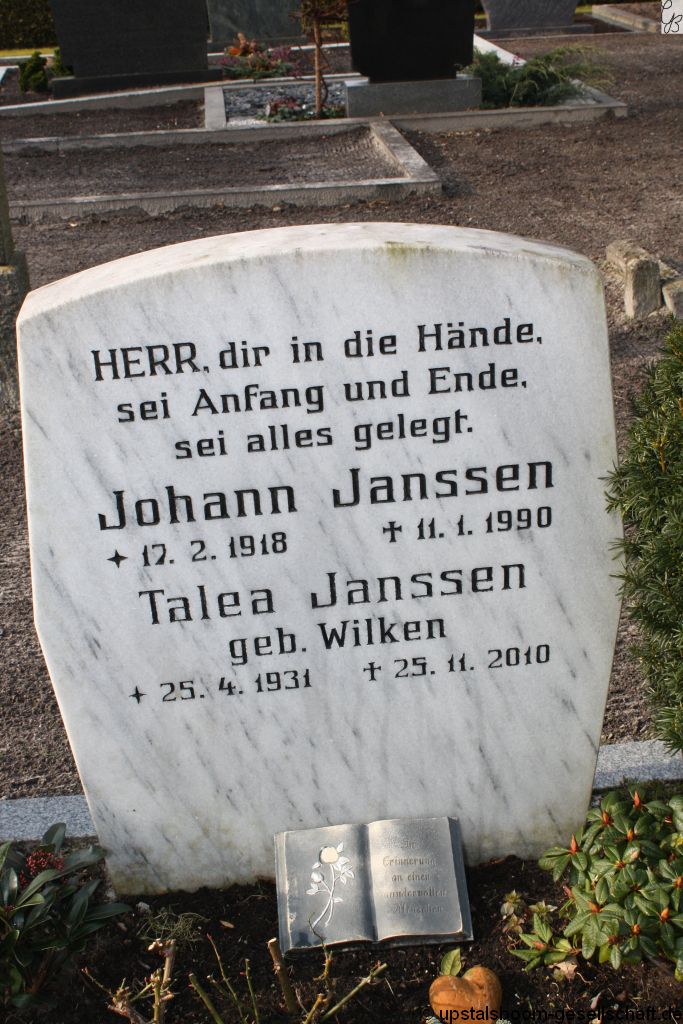 HERR, dir in die Hände,
sei Anfang und Ende,
sei alles gelegt.
Johann Janssen
✦ 17. 2. 1918 ✝ 11. 1. 1990
Talea Janssen
geb. Wilken
✦ 25. 4. 1931 ✝ 25. 11. 2010
In
Erinnerung
an einen
wundervollen
Menschen
© upstalsboom-gesellschaft.de